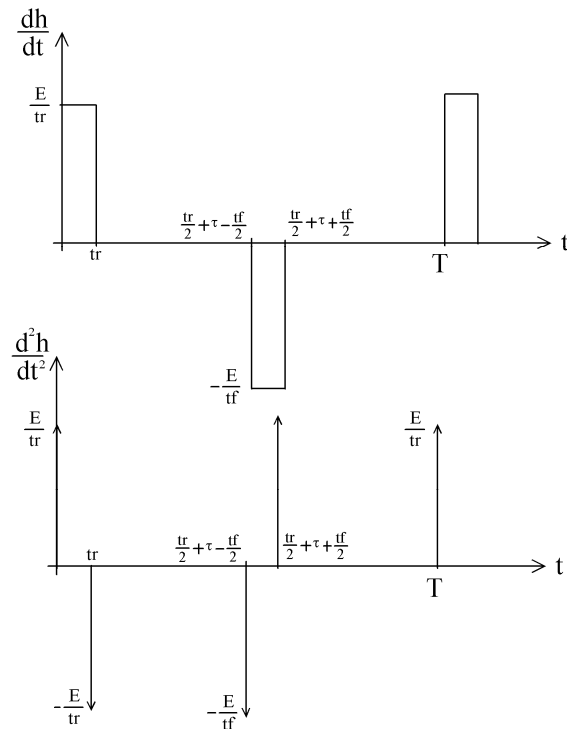 dh/dt
E/tr
tr/2 + τ − tf/2
tr/2 + τ + tf/2
tr
T
t
−E/tf
d²h/dt²
E/tr
E/tr
tr
tr/2 + τ − tf/2
tr/2 + τ + tf/2
T
t
−E/tr
−E/tf